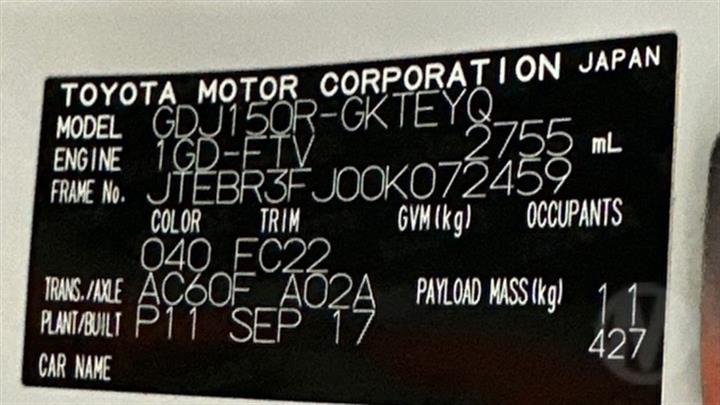 TOYOTA MOTOR CORPORATION JAPAN
MODEL GDJ150R-GKTEYQ
ENGINE 1GD-FTV 2755 mL
FRAME No. JTEBR3FJ00K072459
COLOR TRIM GVM(kg) OCCUPANTS
040 FC22
TRANS./AXLE AC60F A02A PAYLOAD MASS(kg) 11
PLANT/BUILT P11 SEP 17 427
CAR NAME